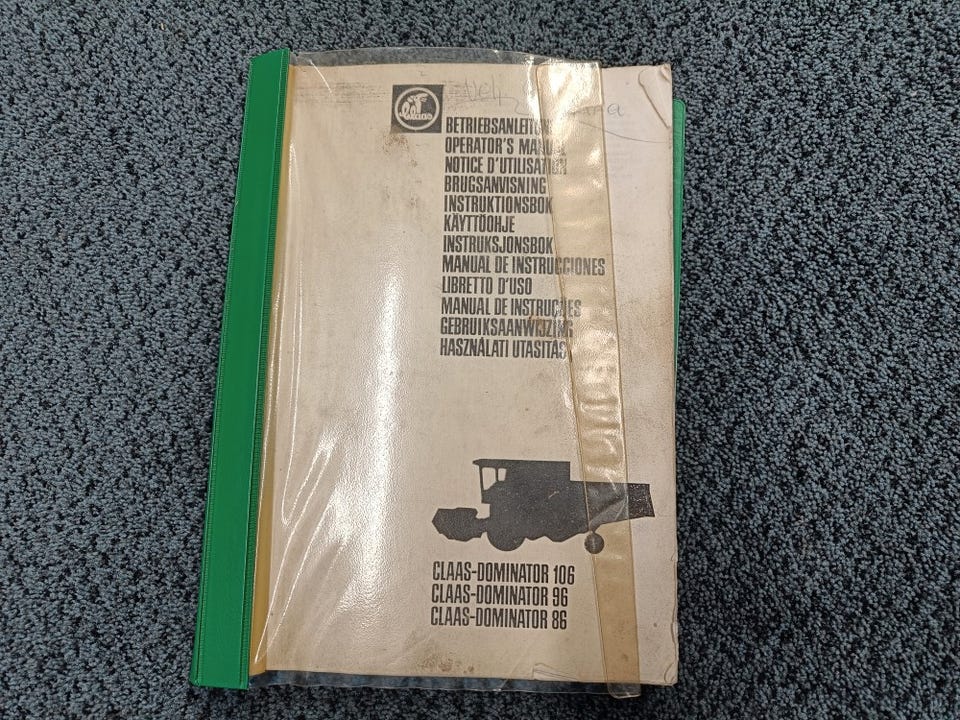 BETRIEBSANLEITUNG
OPERATOR'S MANUAL
NOTICE D'UTILISATION
BRUGSANVISNING
INSTRUKTIONSBOK
KÄYTTÖOHJE
INSTRUKSJONSBOK
MANUAL DE INSTRUCCIONES
LIBRETTO D'USO
MANUAL DE INSTRUÇÕES
GEBRUIKSAANWIJZING
HASZNÁLATI UTASITÁS
CLAAS-DOMINATOR 106
CLAAS-DOMINATOR 96
CLAAS-DOMINATOR 86